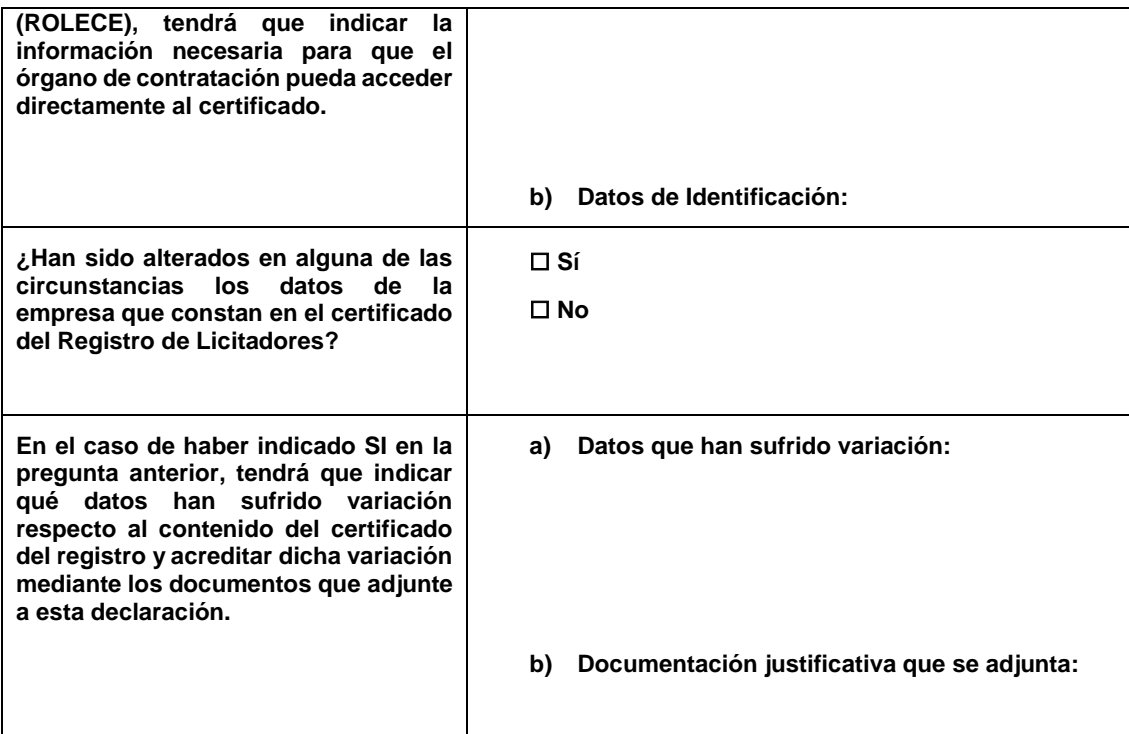 (ROLECE), tendrá que indicar la
información necesaria para que el
órgano de contratación pueda acceder
directamente al certificado.
b) Datos de Identificación:
¿Han sido alterados en alguna de las
circunstancias los datos de la
empresa que constan en el certificado
del Registro de Licitadores?
☐ Sí
☐ No
En el caso de haber indicado SI en la
pregunta anterior, tendrá que indicar
qué datos han sufrido variación
respecto al contenido del certificado
del registro y acreditar dicha variación
mediante los documentos que adjunte
a esta declaración.
a) Datos que han sufrido variación:
b) Documentación justificativa que se adjunta: